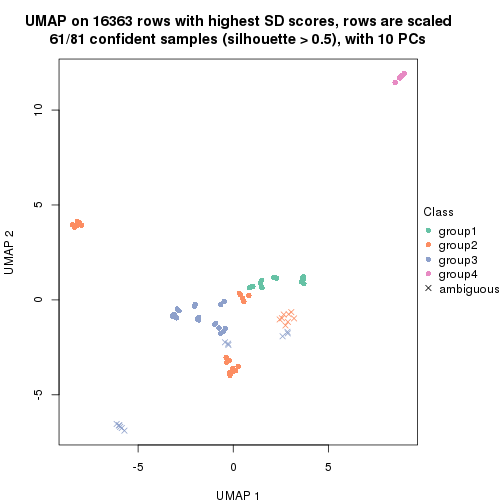 UMAP on 16363 rows with highest SD scores, rows are scaled
61/81 confident samples (silhouette > 0.5), with 10 PCs
10
5
0
-5
UMAP 2
-5
0
5
UMAP 1
Class
group1
group2
group3
group4
ambiguous